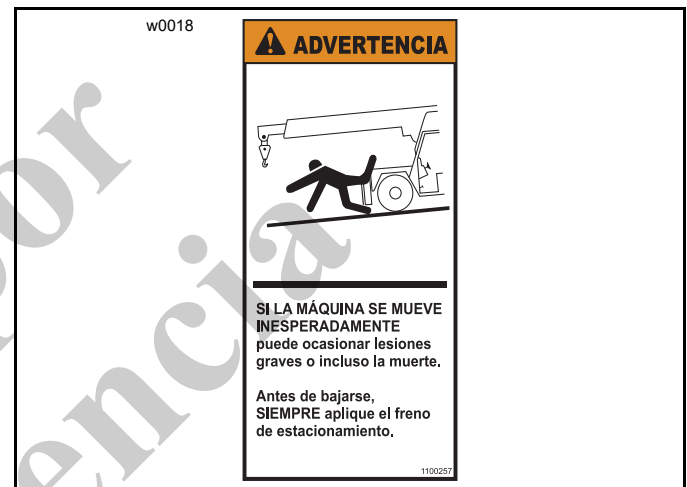 w0018
ADVERTENCIA
SI LA MÁQUINA SE MUEVE
INESPERADAMENTE
puede ocasionar lesiones
graves o incluso la muerte.
Antes de bajarse,
SIEMPRE aplique el freno
de estacionamiento.
1100257